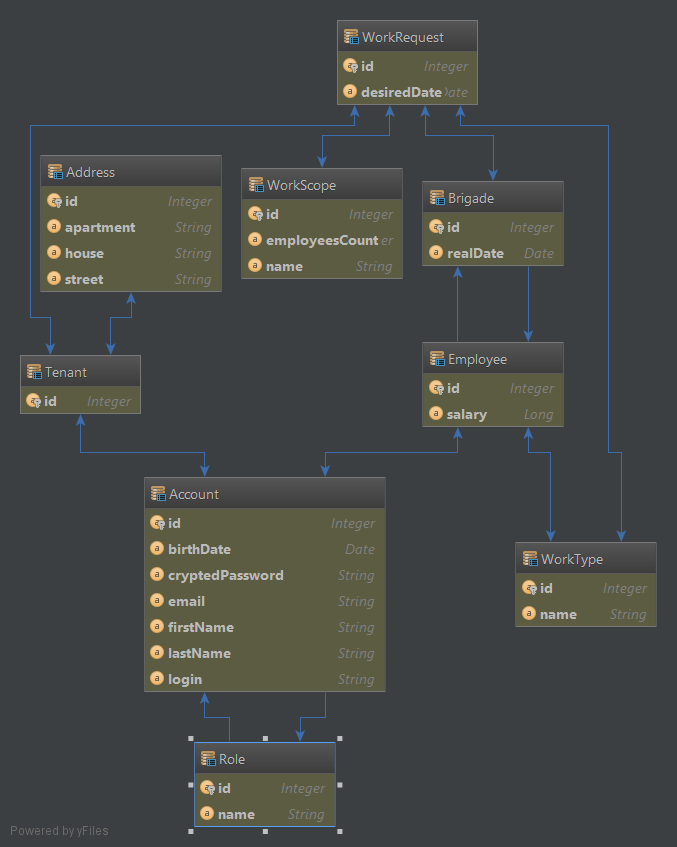 WorkRequest
id Integer
desiredDate Date
Address
id Integer
apartment String
house String
street String
WorkScope
id Integer
employeesCount er
name String
Brigade
id Integer
realDate Date
Tenant
id Integer
Employee
id Integer
salary Long
Account
id Integer
birthDate Date
cryptedPassword String
email String
firstName String
lastName String
login String
WorkType
id Integer
name String
Role
id Integer
name String
Powered by yFiles